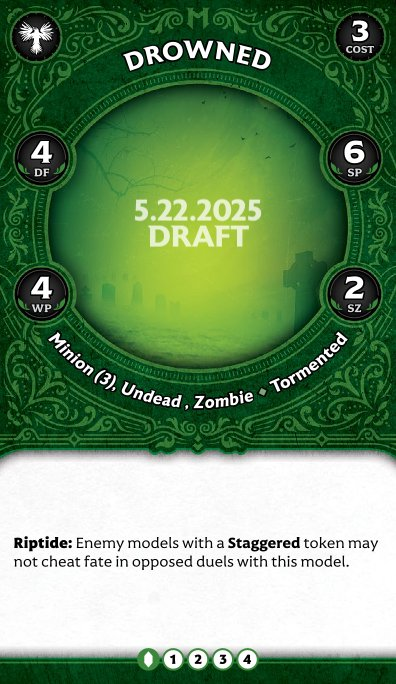 M
DROWNED
3
COST
4
DF
6
SP
5.22.2025
DRAFT
4
WP
2
SZ
Minion (3), Undead , Zombie ⬥ Tormented
Riptide: Enemy models with a Staggered token may
not cheat fate in opposed duels with this model.
1 2 3 4